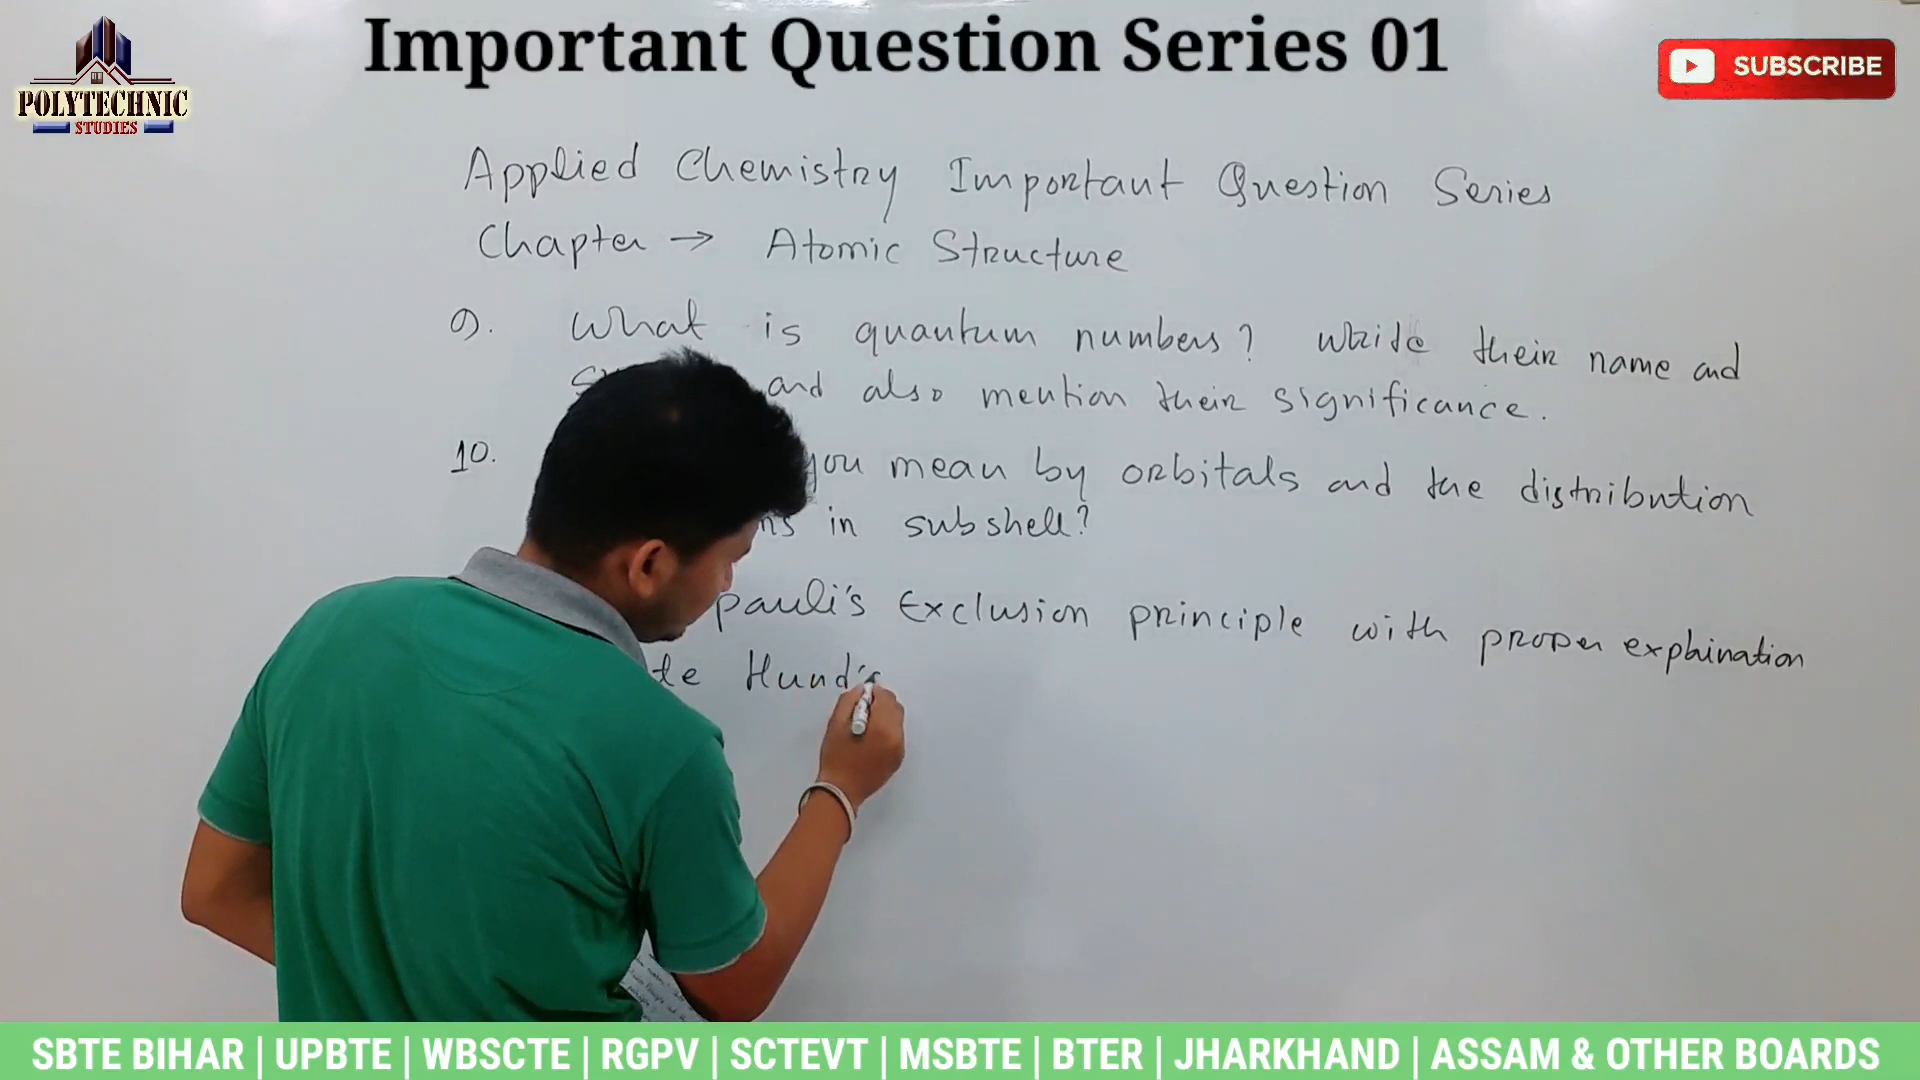 Important Question Series 01
POLYTECHNIC
STUDIES
SUBSCRIBE
Applied Chemistry Important Question Series
Chapter → Atomic Structure
9. What is quantum numbers? Write their name and
and also mention their significance.
10. you mean by orbitals and the distribution
in subshell?
pauli's Exclusion principle with proper explaination
Hund's
SBTE BIHAR | UPBTE | WBSCTE | RGPV | SCTEVT | MSBTE | BTER | JHARKHAND | ASSAM & OTHER BOARDS